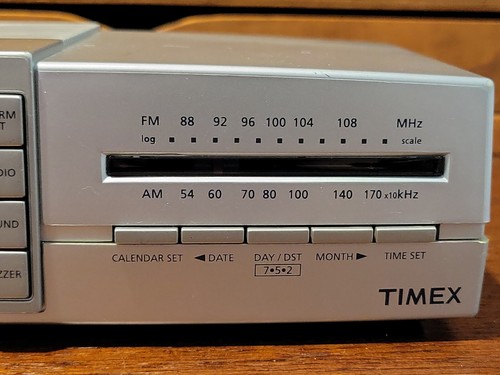 FM 88 92 96 100 104 108 MHz
log scale
AM 54 60 70 80 100 140 170 x10kHz
CALENDAR SET ◄DATE DAY / DST MONTH► TIME SET
7•5•2
TIMEX